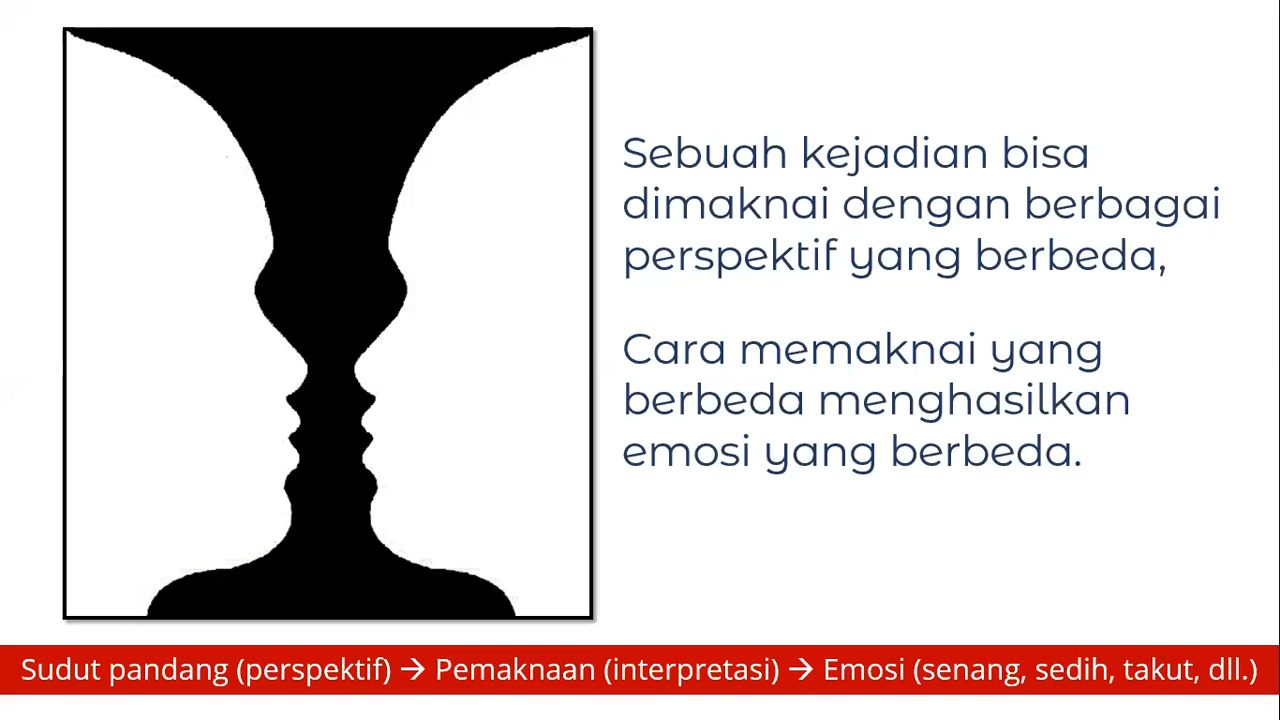 Sebuah kejadian bisa
dimaknai dengan berbagai
perspektif yang berbeda,
Cara memaknai yang
berbeda menghasilkan
emosi yang berbeda.
Sudut pandang (perspektif) → Pemaknaan (interpretasi) → Emosi (senang, sedih, takut, dll.)